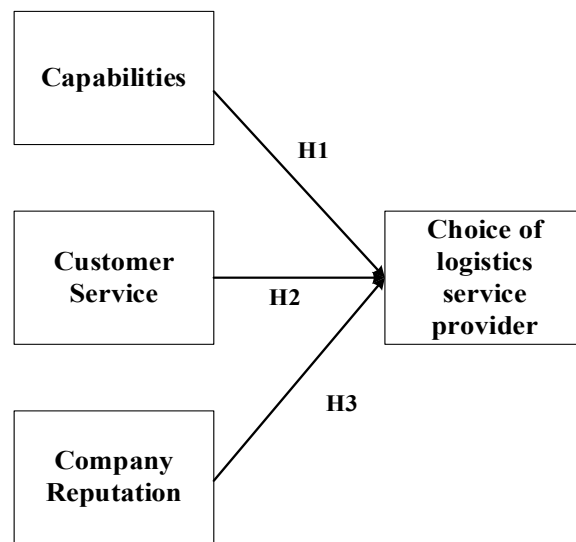 Capabilities
H1
Customer
Service
H2
Choice of
logistics
service
provider
H3
Company
Reputation